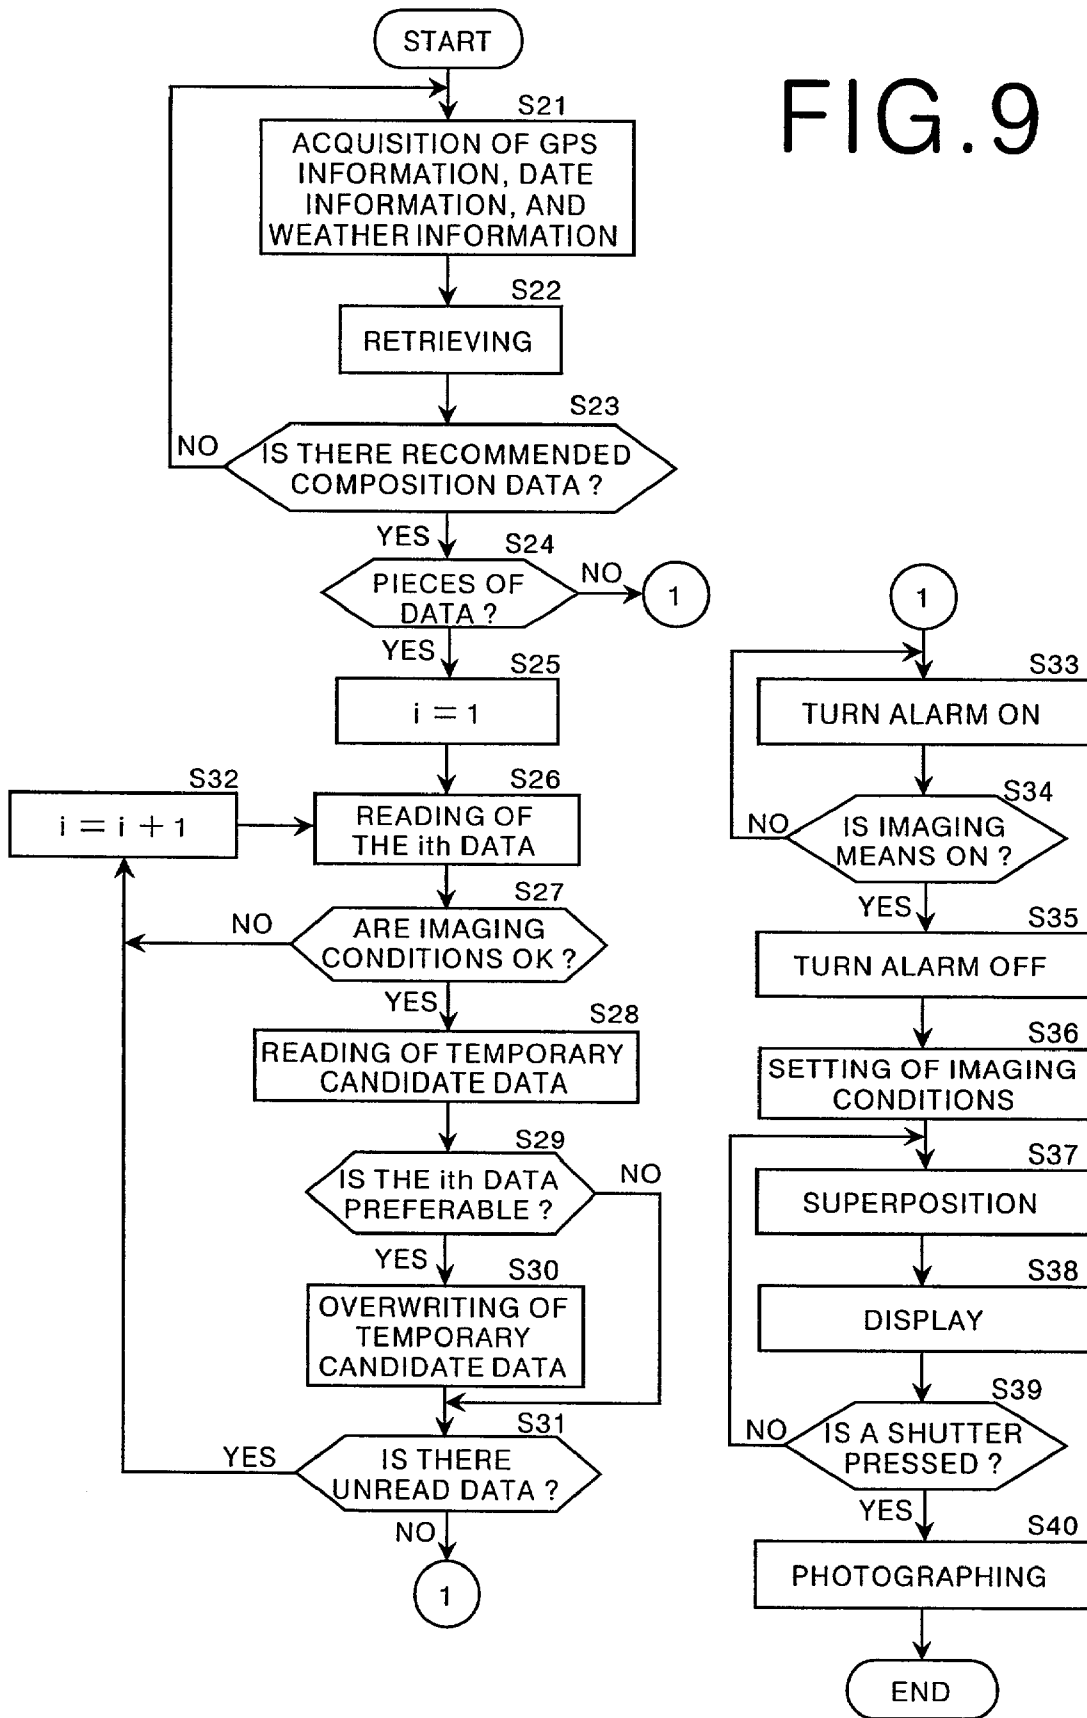 FIG.9
START
S21
ACQUISITION OF GPS
INFORMATION, DATE
INFORMATION, AND
WEATHER INFORMATION
S22
RETRIEVING
S23
IS THERE RECOMMENDED
COMPOSITION DATA ?
NO
YES
S24
PIECES OF
DATA ?
NO
1
YES
S25
i = 1
S32
i = i + 1
S26
READING OF
THE ith DATA
S27
ARE IMAGING
CONDITIONS OK ?
NO
YES
S28
READING OF TEMPORARY
CANDIDATE DATA
S29
IS THE ith DATA
PREFERABLE ?
NO
YES
S30
OVERWRITING OF
TEMPORARY
CANDIDATE DATA
S31
IS THERE
UNREAD DATA ?
YES
NO
1
1
S33
TURN ALARM ON
S34
IS IMAGING
MEANS ON ?
NO
YES
S35
TURN ALARM OFF
S36
SETTING OF IMAGING
CONDITIONS
S37
SUPERPOSITION
S38
DISPLAY
S39
IS A SHUTTER
PRESSED ?
NO
YES
S40
PHOTOGRAPHING
END